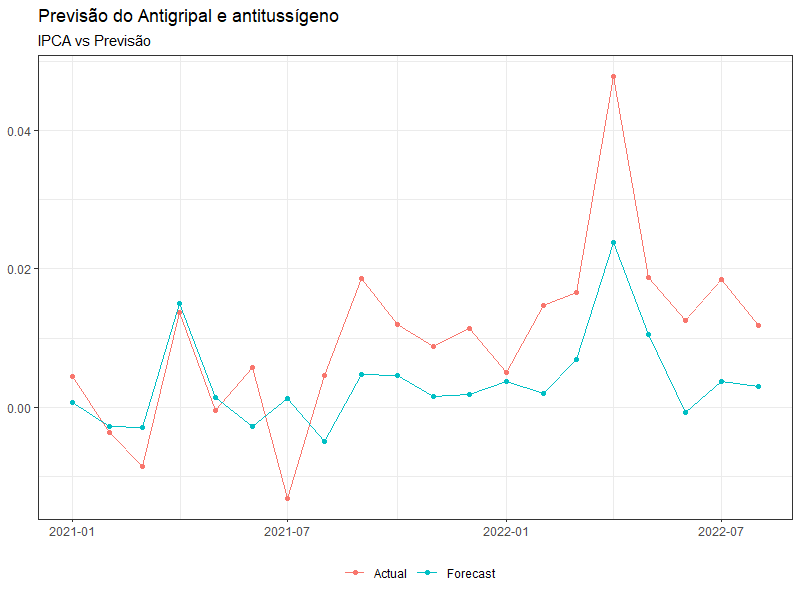 Previsão do Antigripal e antitussígeno
IPCA vs Previsão
0.04
0.02
0.00
2021-01 2021-07 2022-01 2022-07
Actual Forecast